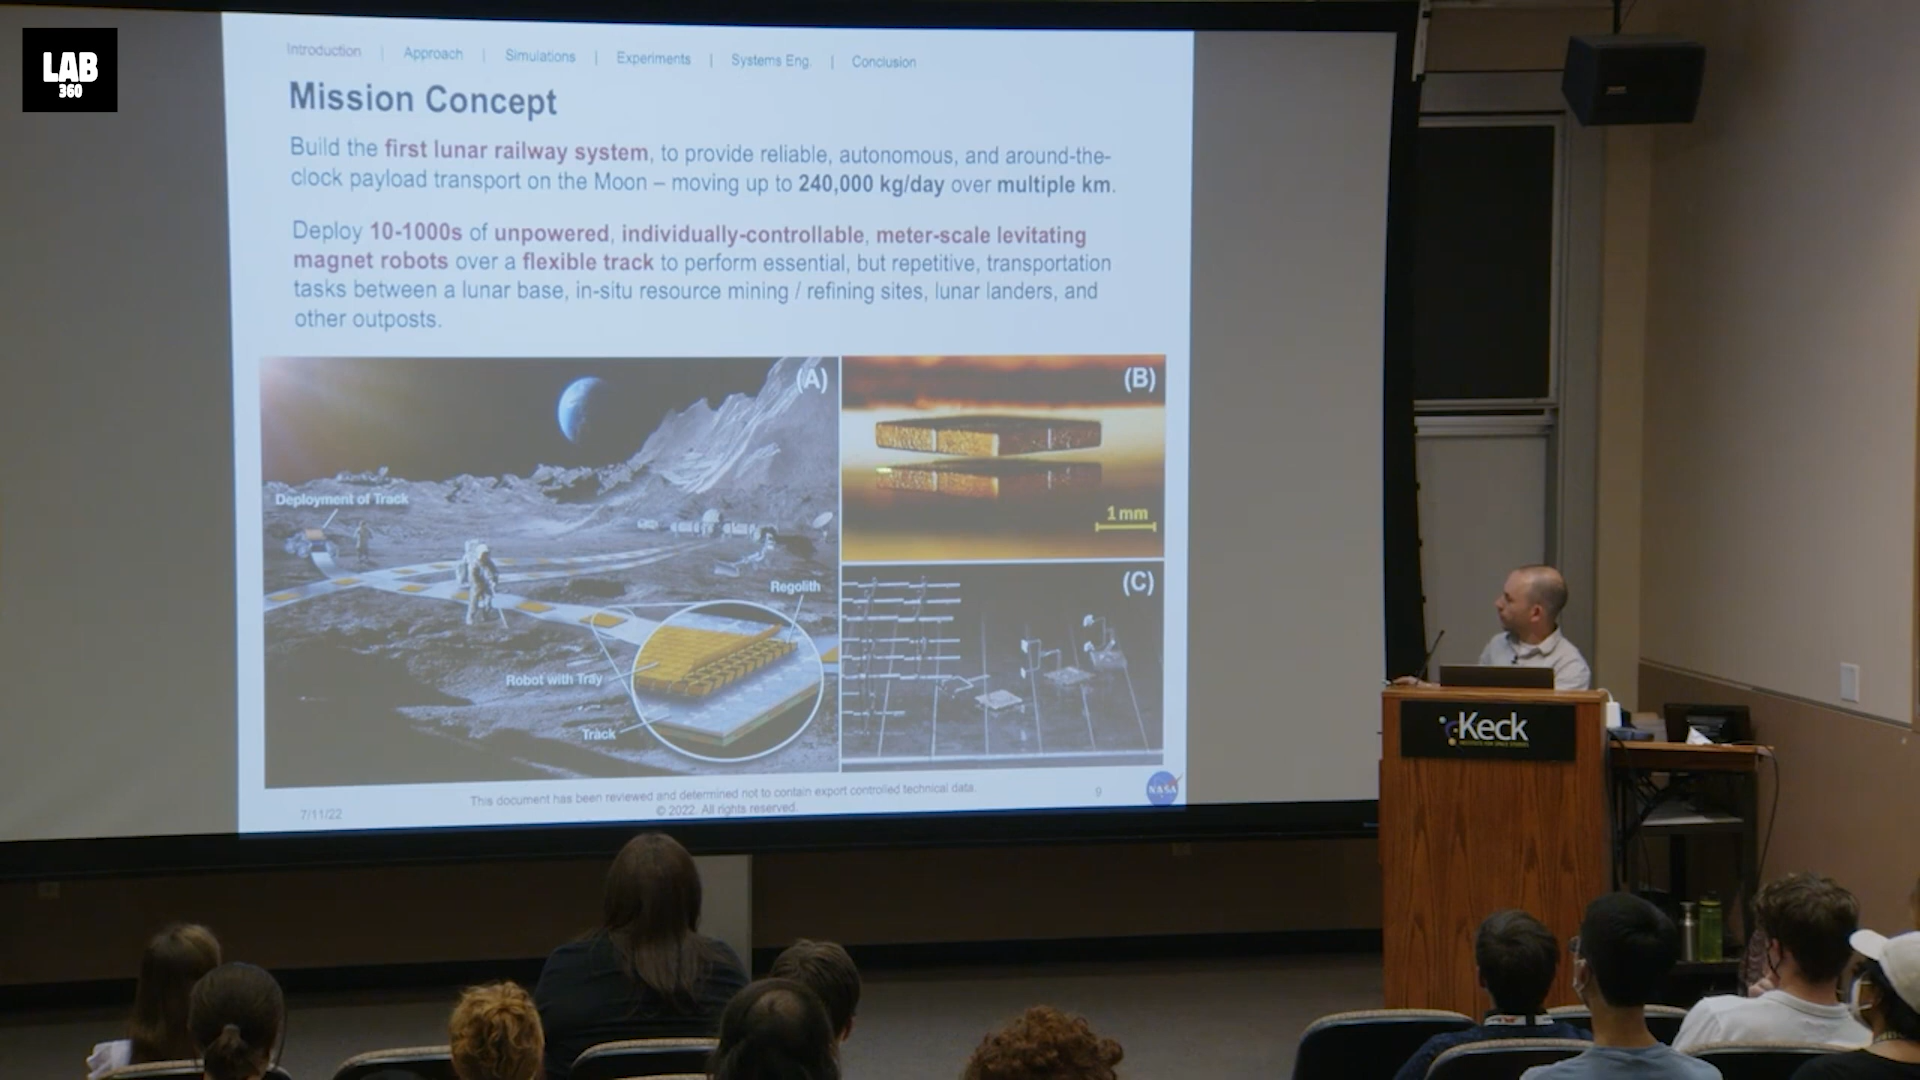 LAB
360
Introduction | Approach | Simulations | Experiments | Systems Eng. | Conclusion
Mission Concept
Build the first lunar railway system, to provide reliable, autonomous, and around-the-
clock payload transport on the Moon – moving up to 240,000 kg/day over multiple km.
Deploy 10-1000s of unpowered, individually-controllable, meter-scale levitating
magnet robots over a flexible track to perform essential, but repetitive, transportation
tasks between a lunar base, in-situ resource mining / refining sites, lunar landers, and
other outposts.
(A)
Deployment of Track
Regolith
Robot with Tray
Track
(B)
1 mm
(C)
This document has been reviewed and determined not to contain export controlled technical data.
7/11/22
© 2022. All rights reserved.
9
NASA
Keck
INSTITUTE FOR SPACE STUDIES